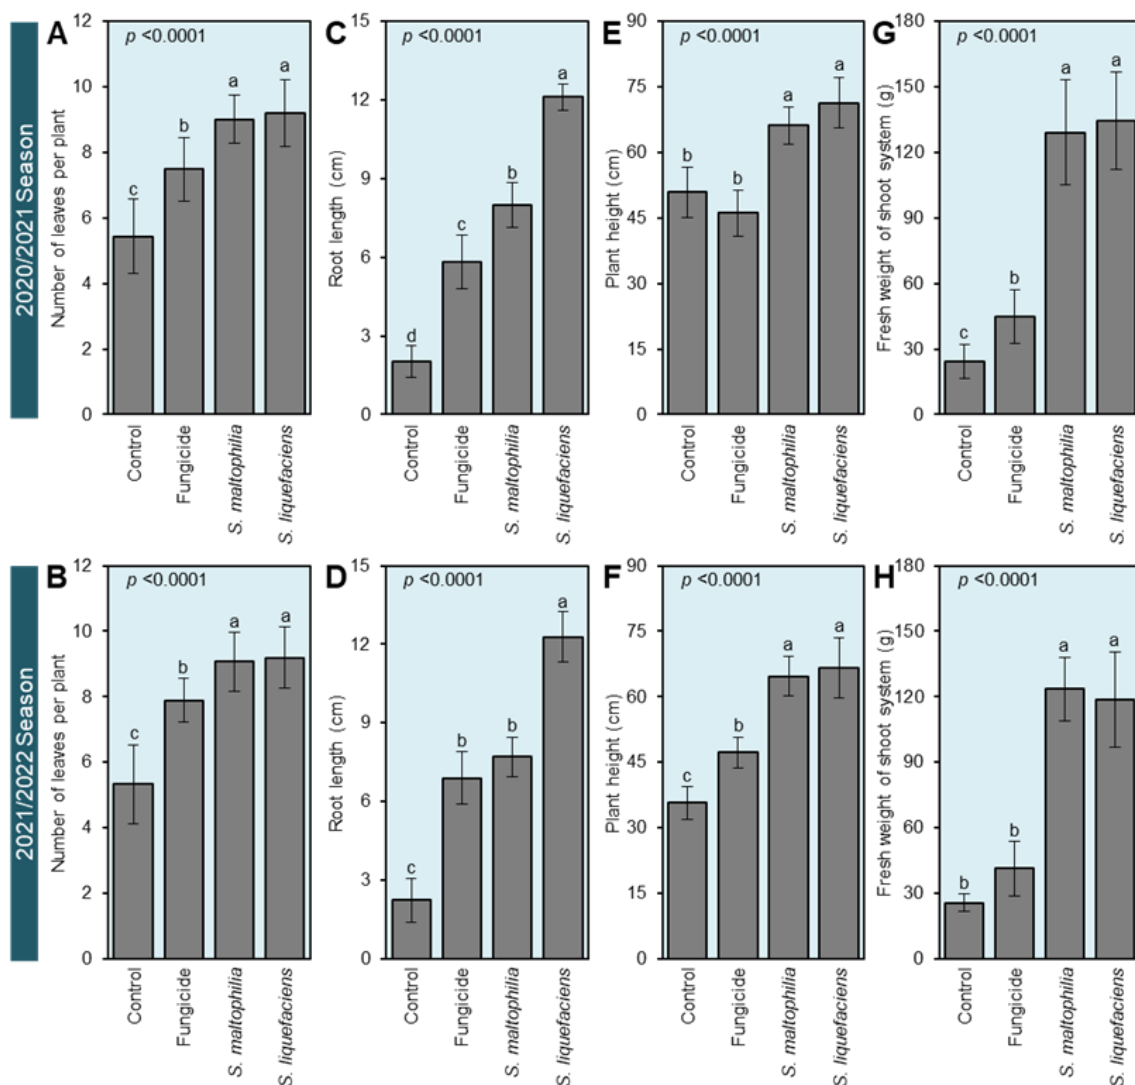 2020/2021 Season
A
p <0.0001
Number of leaves per plant
12
10
8
6
4
2
0
c
b
a
a
Control
Fungicide
S. maltophilia
S. liquefaciens
C
p <0.0001
Root length (cm)
15
12
9
6
3
0
d
c
b
a
Control
Fungicide
S. maltophilia
S. liquefaciens
E
p <0.0001
Plant height (cm)
90
75
60
45
30
15
0
b
b
a
a
Control
Fungicide
S. maltophilia
S. liquefaciens
G
p <0.0001
Fresh weight of shoot system (g)
180
150
120
90
60
30
0
c
b
a
a
Control
Fungicide
S. maltophilia
S. liquefaciens
2021/2022 Season
B
p <0.0001
Number of leaves per plant
12
10
8
6
4
2
0
c
b
a
a
Control
Fungicide
S. maltophilia
S. liquefaciens
D
p <0.0001
Root length (cm)
15
12
9
6
3
0
c
b
b
a
Control
Fungicide
S. maltophilia
S. liquefaciens
F
p <0.0001
Plant height (cm)
90
75
60
45
30
15
0
c
b
a
a
Control
Fungicide
S. maltophilia
S. liquefaciens
H
p <0.0001
Fresh weight of shoot system (g)
180
150
120
90
60
30
0
b
b
a
a
Control
Fungicide
S. maltophilia
S. liquefaciens